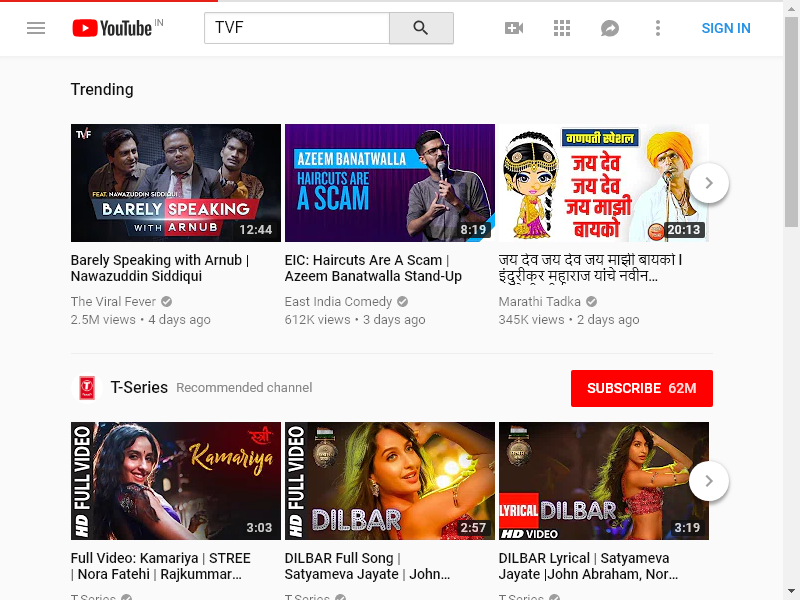 YouTube IN
TVF
SIGN IN
Trending
TVF
FEAT. NAWAZUDDIN SIDDIQUI
BARELY SPEAKING
WITH ARNUB
12:44
AZEEM BANATWALLA
HAIRCUTS ARE
A SCAM
8:19
गणपती स्पेशल
जय देव
जय देव
जय माझी
बायको
20:13
Barely Speaking with Arnub |
Nawazuddin Siddiqui
The Viral Fever
2.5M views • 4 days ago
EIC: Haircuts Are A Scam |
Azeem Banatwalla Stand-Up
East India Comedy
612K views • 3 days ago
जय देव जय देव जय माझी बायको l
इंदुरीकर महाराज यांचे नवीन...
Marathi Tadka
345K views • 2 days ago
T-Series Recommended channel
SUBSCRIBE 62M
HD FULL VIDEO
स्त्री
Kamariya
3:03
HD FULL VIDEO
DILBAR
2:57
LYRICAL DILBAR
HD VIDEO
3:19
Full Video: Kamariya | STREE
| Nora Fatehi | Rajkummar...
T-Series
DILBAR Full Song |
Satyameva Jayate | John...
T-Series
DILBAR Lyrical | Satyameva
Jayate |John Abraham, Nor...
T-Series